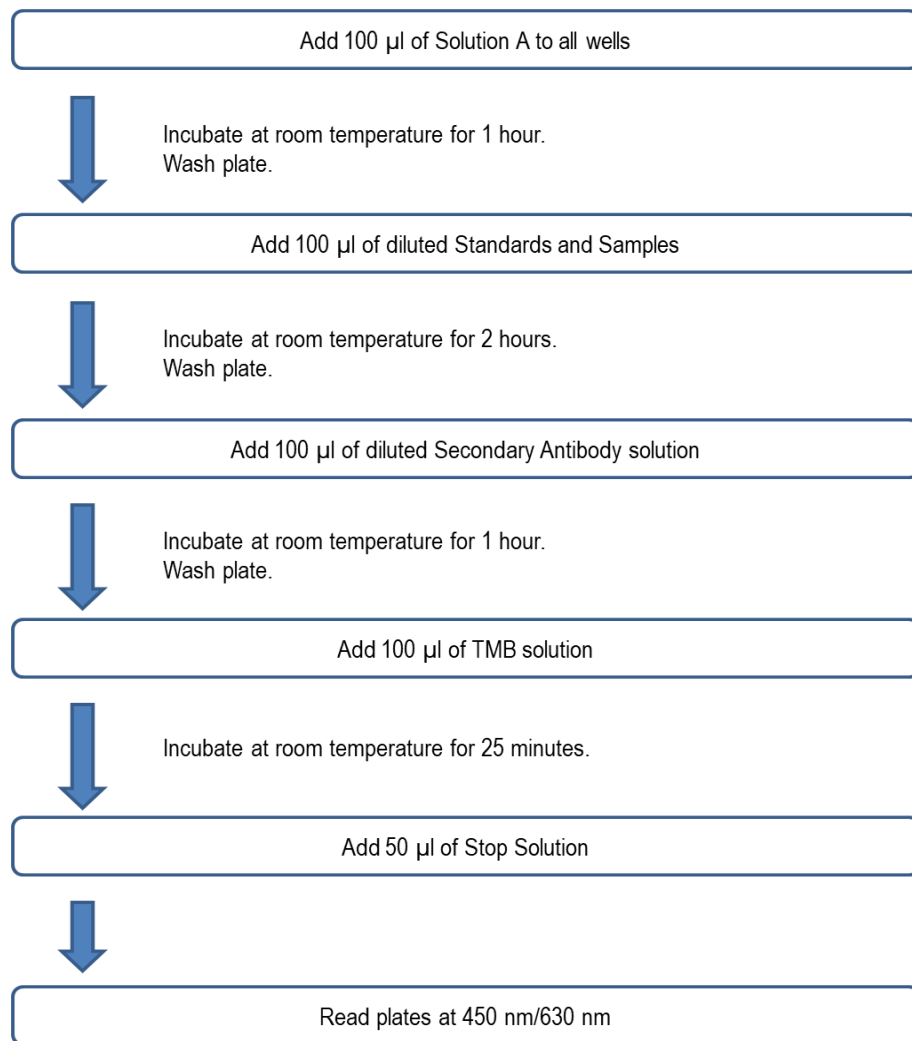 Add 100 µl of Solution A to all wells
Incubate at room temperature for 1 hour.
Wash plate.
Add 100 µl of diluted Standards and Samples
Incubate at room temperature for 2 hours.
Wash plate.
Add 100 µl of diluted Secondary Antibody solution
Incubate at room temperature for 1 hour.
Wash plate.
Add 100 µl of TMB solution
Incubate at room temperature for 25 minutes.
Add 50 µl of Stop Solution
Read plates at 450 nm/630 nm